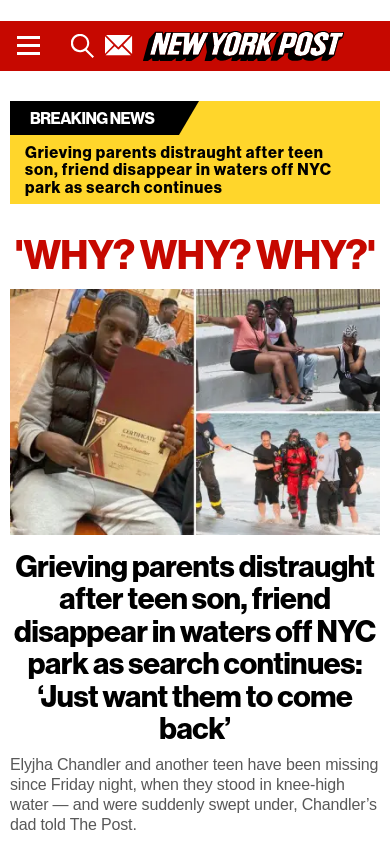 NEW YORK POST
BREAKING NEWS
Grieving parents distraught after teen
son, friend disappear in waters off NYC
park as search continues
'WHY? WHY? WHY?'
CERTIFICATE
Elyjha Chandler
Grieving parents distraught
after teen son, friend
disappear in waters off NYC
park as search continues:
‘Just want them to come
back’
Elyjha Chandler and another teen have been missing
since Friday night, when they stood in knee-high
water — and were suddenly swept under, Chandler’s
dad told The Post.